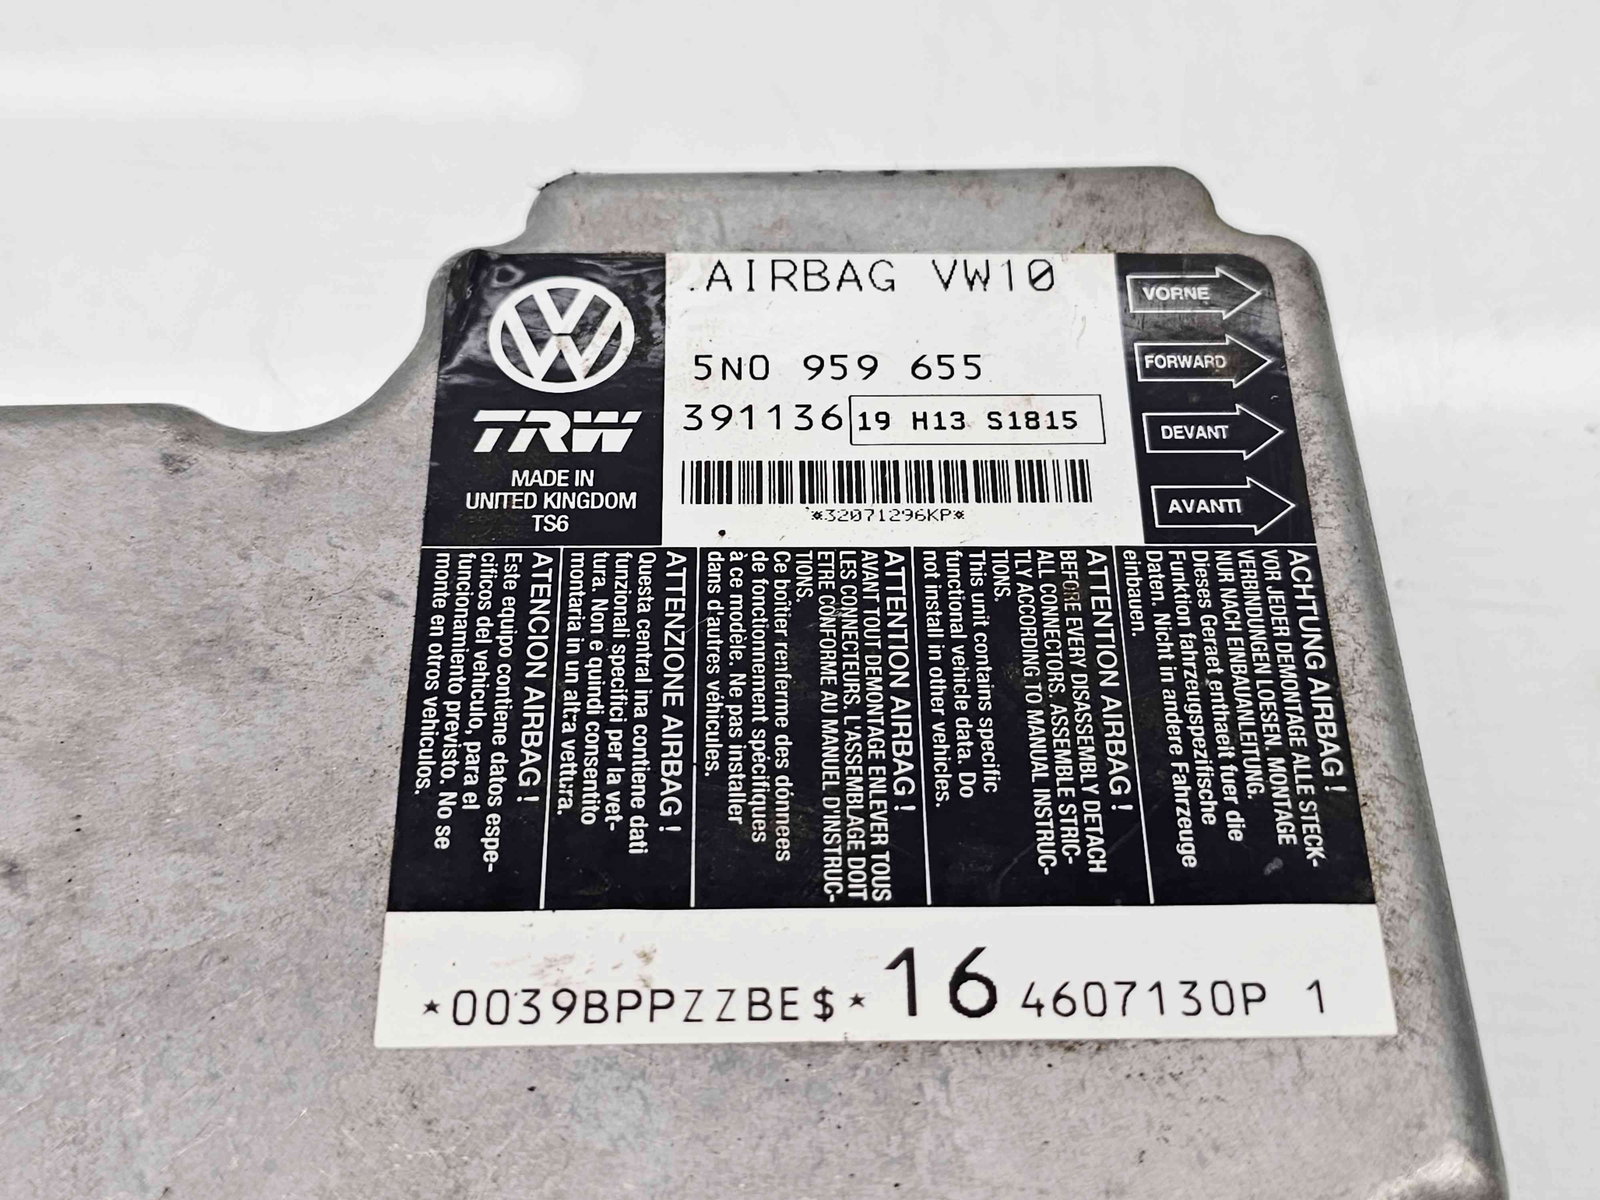 AIRBAG VW10
5N0 959 655
391136 19 H13 S1815
*32071296KP*
TRW
MADE IN
UNITED KINGDOM
TS6
VORNE
FORWARD
DEVANT
AVANTI
ACHTUNG AIRBAG!
VOR JEDER DEMONTAGE ALLE STECK-
VERBINDUNGEN LOESEN. MONTAGE
NUR NACH EINBAUANLEITUNG.
Dieses Geraet enthaelt fuer die
Funktion fahrzeugspezifische
Daten. Nicht in andere Fahrzeuge
einbauen.
ATTENTION AIRBAG!
BEFORE EVERY DISASSEMBLY DETACH
ALL CONNECTORS. ASSEMBLE STRIC-
TLY ACCORDING TO MANUAL INSTRUC-
TIONS.
This unit contains specific
functional vehicle data. Do
not install in other vehicles.
ATTENTION AIRBAG!
AVANT TOUT DEMONTAGE ENLEVER TOUS
LES CONNECTEURS. L'ASSEMBLAGE DOIT
ETRE CONFORME AU MANUEL D'INSTRUC-
TIONS.
Ce boîtier renferme des données
de fonctionnement spécifiques
à ce modèle. Ne pas installer
dans d'autres véhicules.
ATTENZIONE AIRBAG!
Questa central ina contiene dati
funzionali specifici per la vet-
tura. Non e quindi consentito
montarla in un altra vettura.
ATENCION AIRBAG!
Este equipo contiene datos espe-
cificos del vehiculo, para el
funcionamiento previsto. No se
monte en otros vehiculos.
*0039BPPZZBE$* 16 4607130P 1